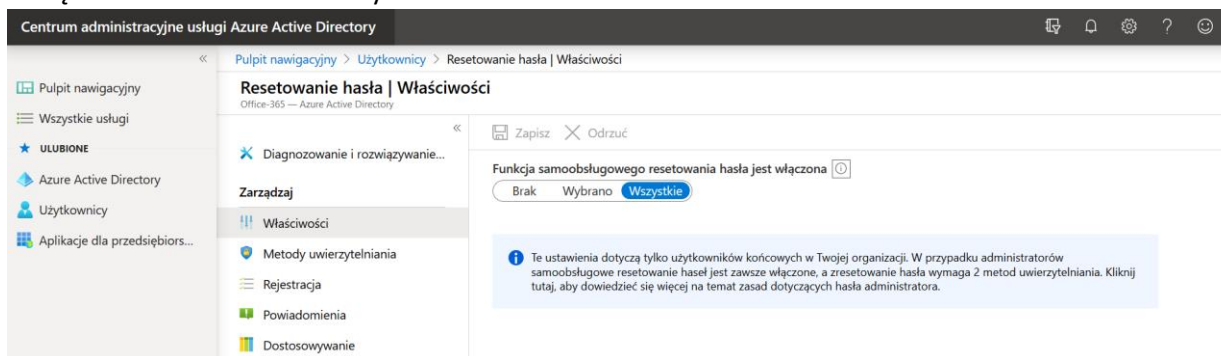 Centrum administracyjne usługi Azure Active Directory
«
Pulpit nawigacyjny
Wszystkie usługi
ULUBIONE
Azure Active Directory
Użytkownicy
Aplikacje dla przedsiębiors...
Pulpit nawigacyjny > Użytkownicy > Resetowanie hasła | Właściwości
Resetowanie hasła | Właściwości
Office-365 — Azure Active Directory
«
Diagnozowanie i rozwiązywanie...
Zarządzaj
Właściwości
Metody uwierzytelniania
Rejestracja
Powiadomienia
Dostosowywanie
Zapisz Odrzuć
Funkcja samoobsługowego resetowania hasła jest włączona
Brak Wybrano Wszystkie
Te ustawienia dotyczą tylko użytkowników końcowych w Twojej organizacji. W przypadku administratorów
samoobsługowe resetowanie haseł jest zawsze włączone, a zresetowanie hasła wymaga 2 metod uwierzytelniania. Kliknij
tutaj, aby dowiedzieć się więcej na temat zasad dotyczących hasła administratora.